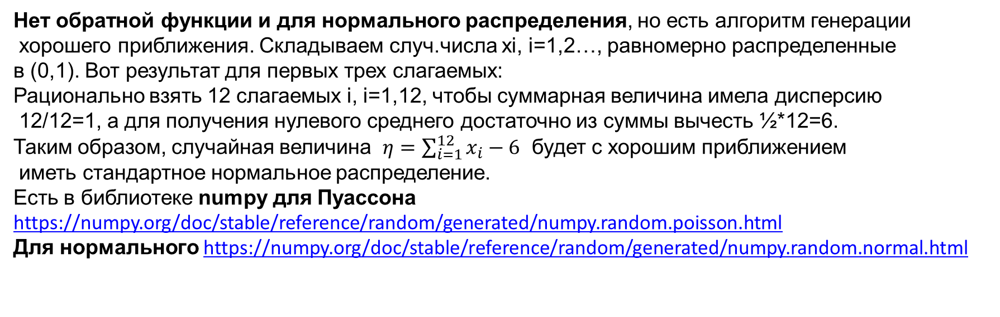 Нет обратной функции и для нормального распределения, но есть алгоритм генерации
хорошего приближения. Складываем случ.числа xi, i=1,2…, равномерно распределенные
в (0,1). Вот результат для первых трех слагаемых:
Рационально взять 12 слагаемых i, i=1,12, чтобы суммарная величина имела дисперсию
12/12=1, а для получения нулевого среднего достаточно из суммы вычесть ½*12=6.
Таким образом, случайная величина η = ∑_{i=1}^{12} x_i − 6 будет с хорошим приближением
иметь стандартное нормальное распределение.
Есть в библиотеке numpy для Пуассона
https://numpy.org/doc/stable/reference/random/generated/numpy.random.poisson.html
Для нормального https://numpy.org/doc/stable/reference/random/generated/numpy.random.normal.html